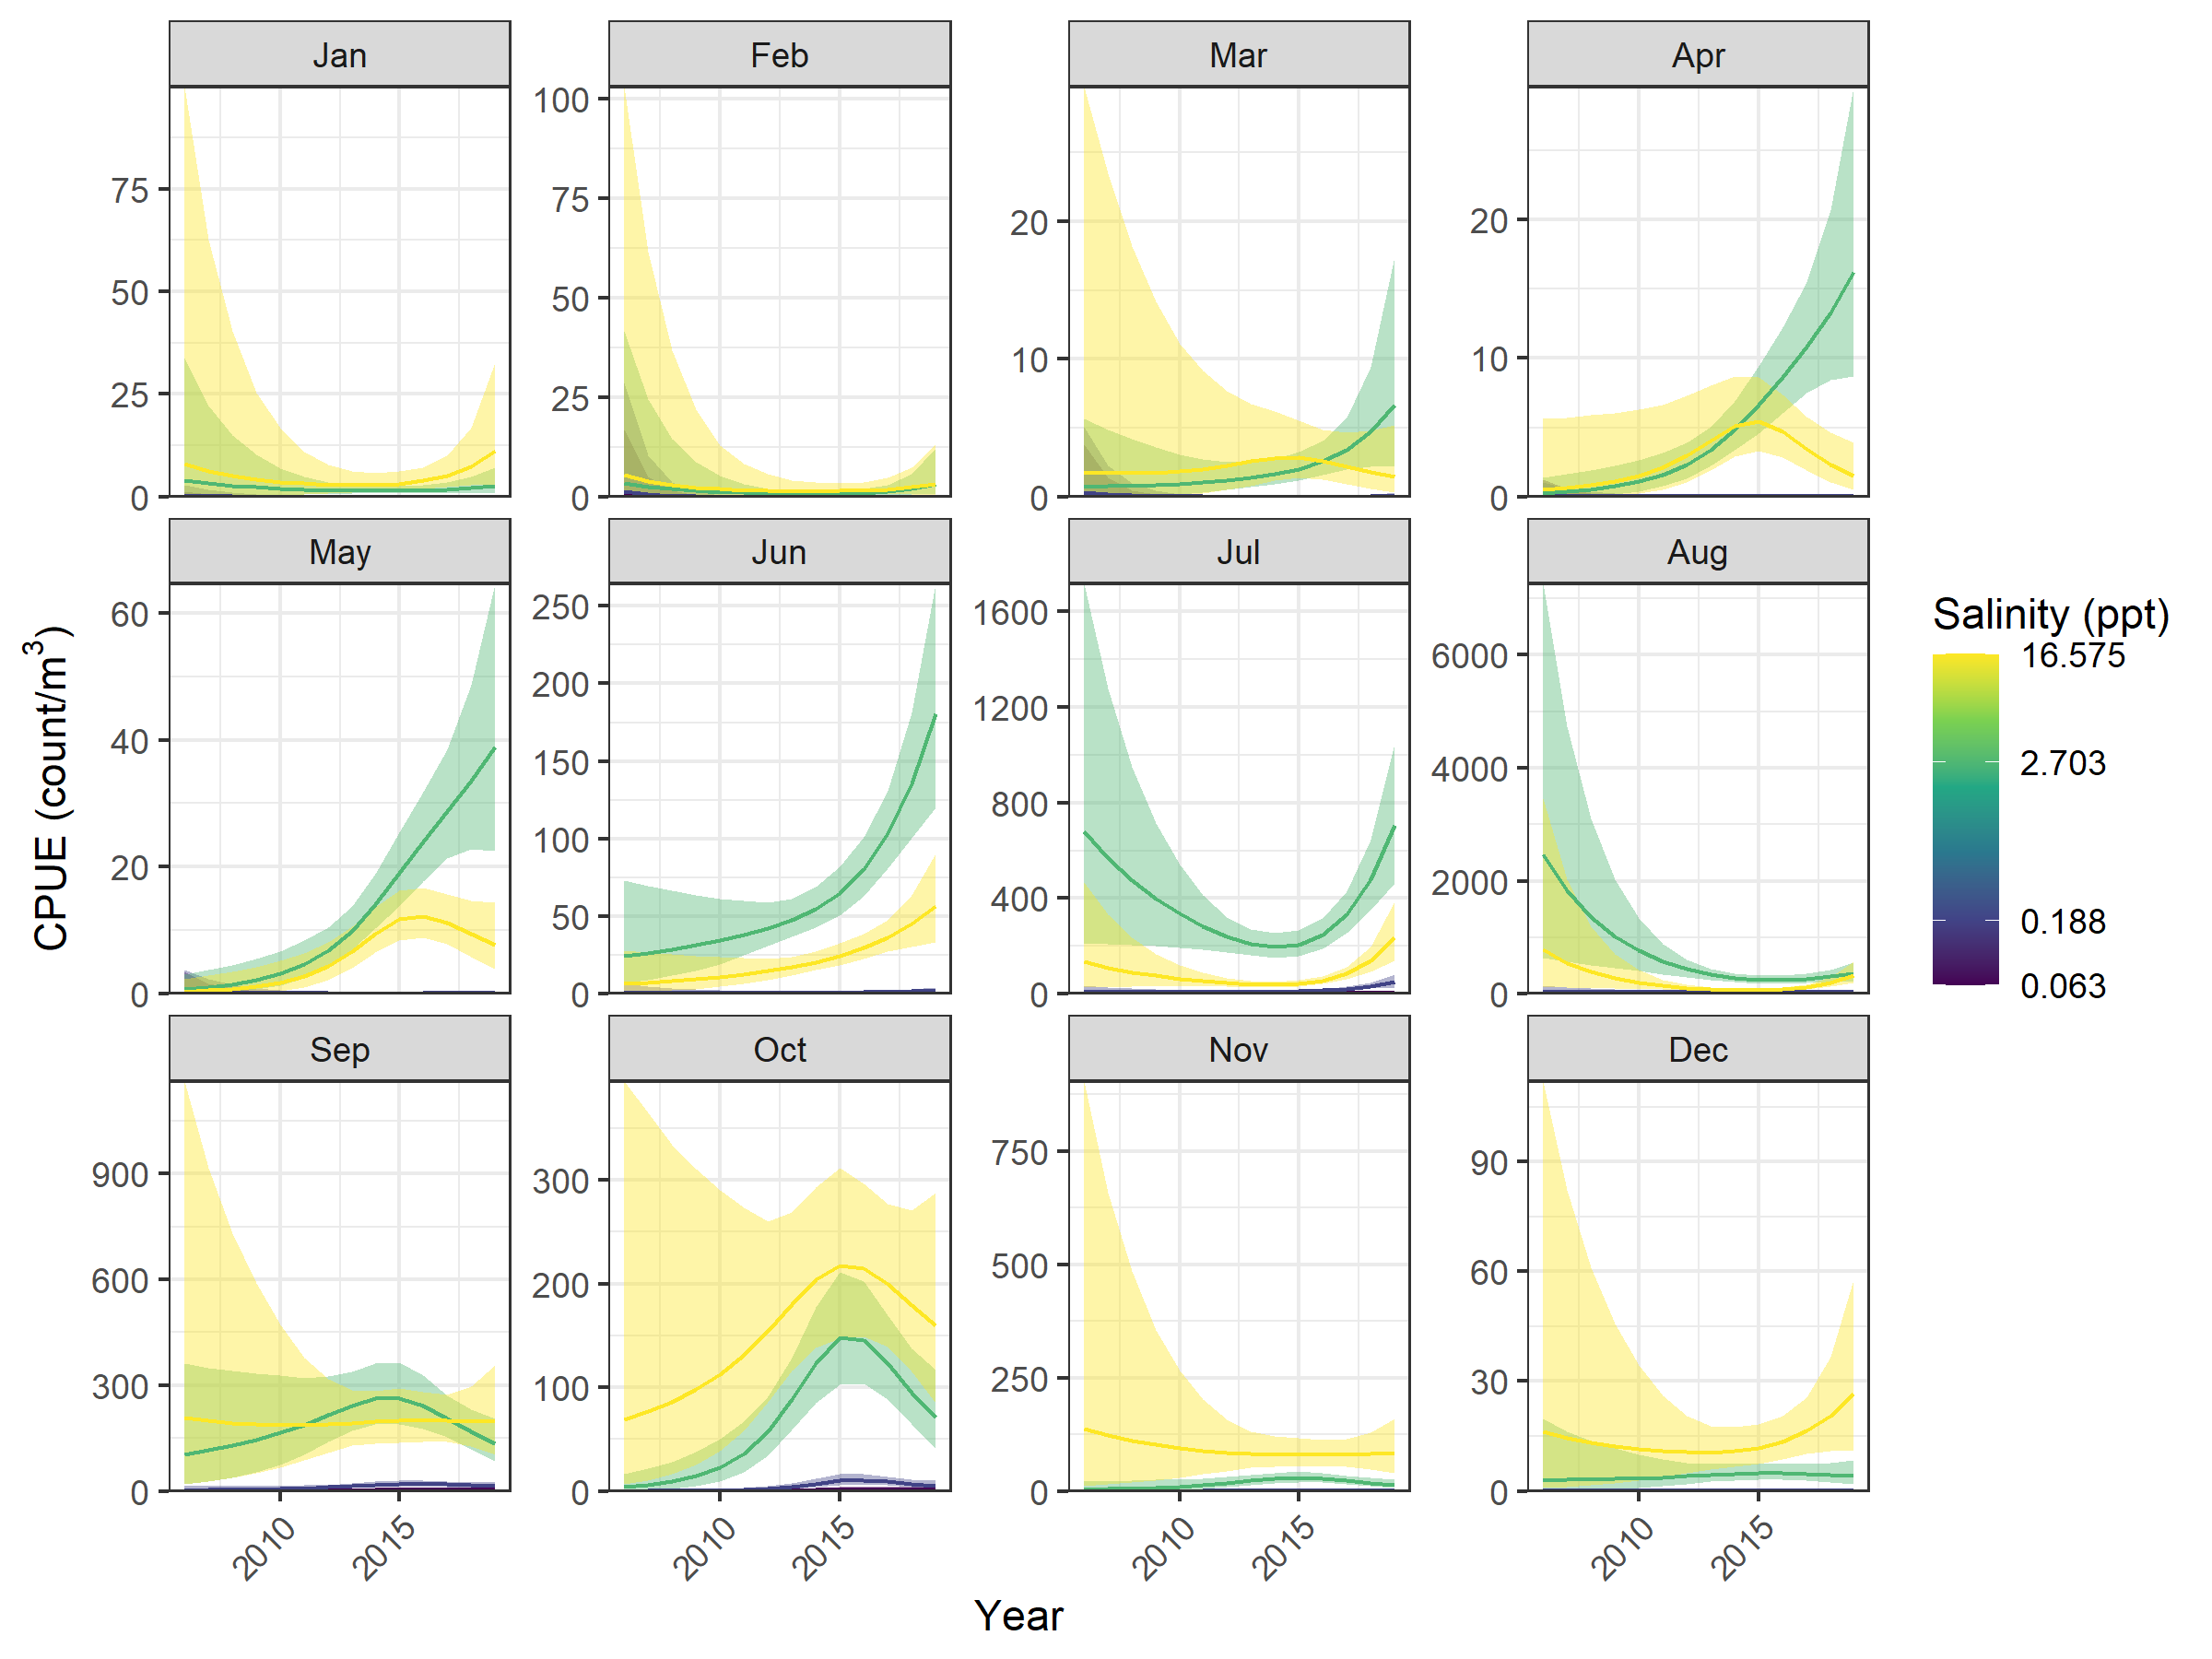 Jan Feb Mar Apr
75 50 25 0
100 75 50 25 0
20 10 0
20 10 0
May Jun Jul Aug
60 40 20 0
250 200 150 100 50 0
1600 1200 800 400 0
6000 4000 2000 0
Sep Oct Nov Dec
900 600 300 0
300 200 100 0
750 500 250 0
90 60 30 0
2010 2015 2010 2015 2010 2015 2010 2015
Year
CPUE (count/m³)
Salinity (ppt)
16.575
2.703
0.188
0.063